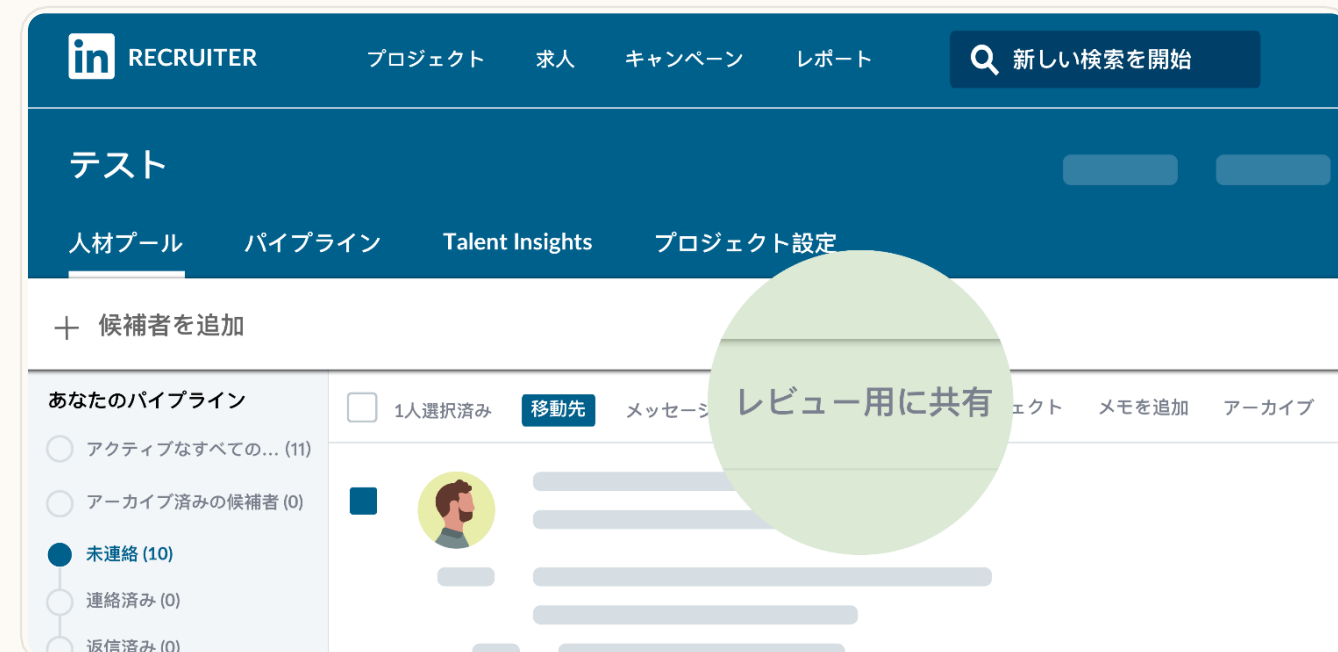 in RECRUITER プロジェクト 求人 キャンペーン レポート 新しい検索を開始
テスト
人材プール パイプライン Talent Insights プロジェクト設定
候補者を追加
あなたのパイプライン
1人選択済み 移動先 メッセージ レビュー用に共有 ェクト メモを追加 アーカイブ
アクティブなすべての... (11)
アーカイブ済みの候補者 (0)
未連絡 (10)
連絡済み (0)
返信済み (0)